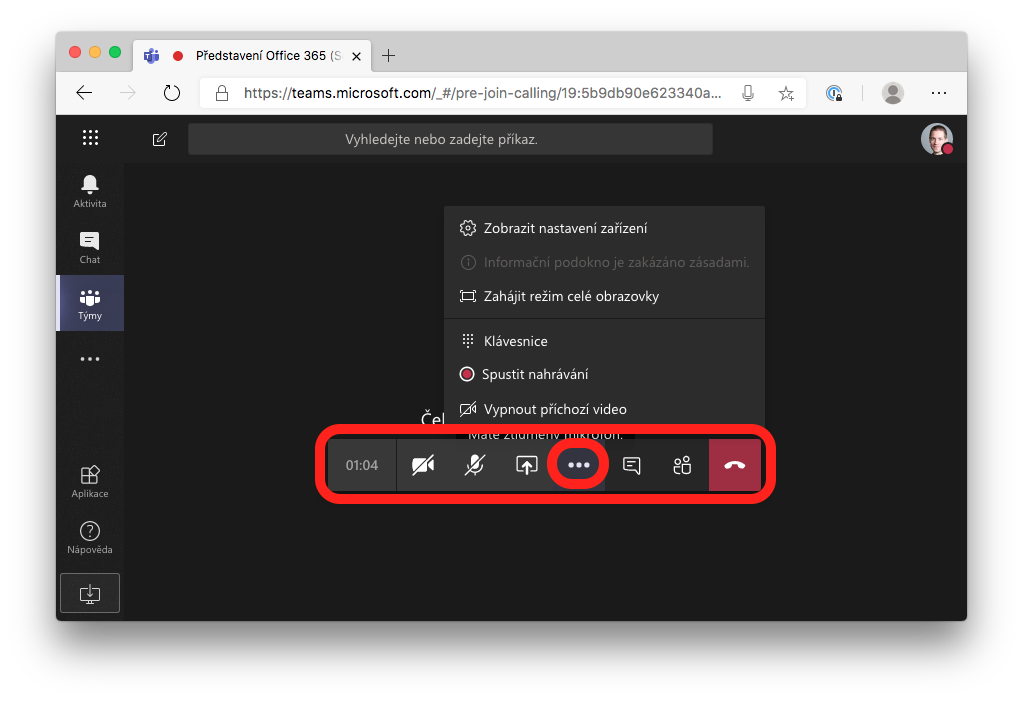 Představení Office 365 (S
https://teams.microsoft.com/_#/pre-join-calling/19:5b9db90e623340a...
Vyhledejte nebo zadejte příkaz.
Aktivita
Chat
Týmy
Aplikace
Nápověda
Zobrazit nastavení zařízení
Informační podokno je zakázáno zásadami.
Zahájit režim celé obrazovky
Klávesnice
Spustit nahrávání
Vypnout příchozí video
Máte ztlumený mikrofon.
01:04